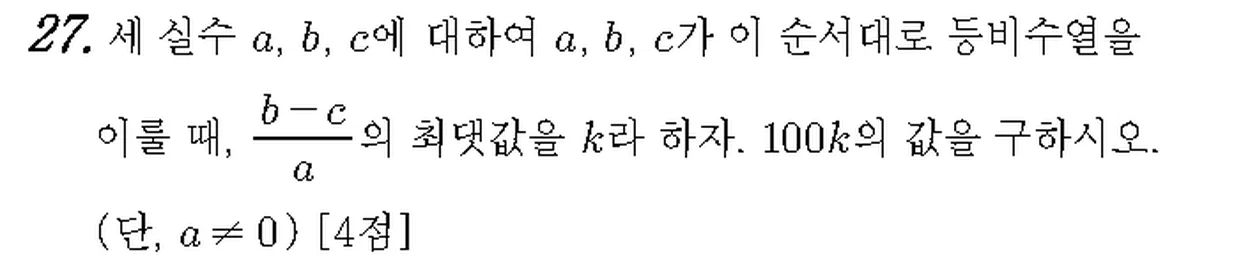 27. 세 실수 a, b, c에 대하여 a, b, c가 이 순서대로 등비수열을
이룰 때, \frac{b-c}{a}의 최댓값을 k라 하자. 100k의 값을 구하시오.
(단, a≠0) [4점]